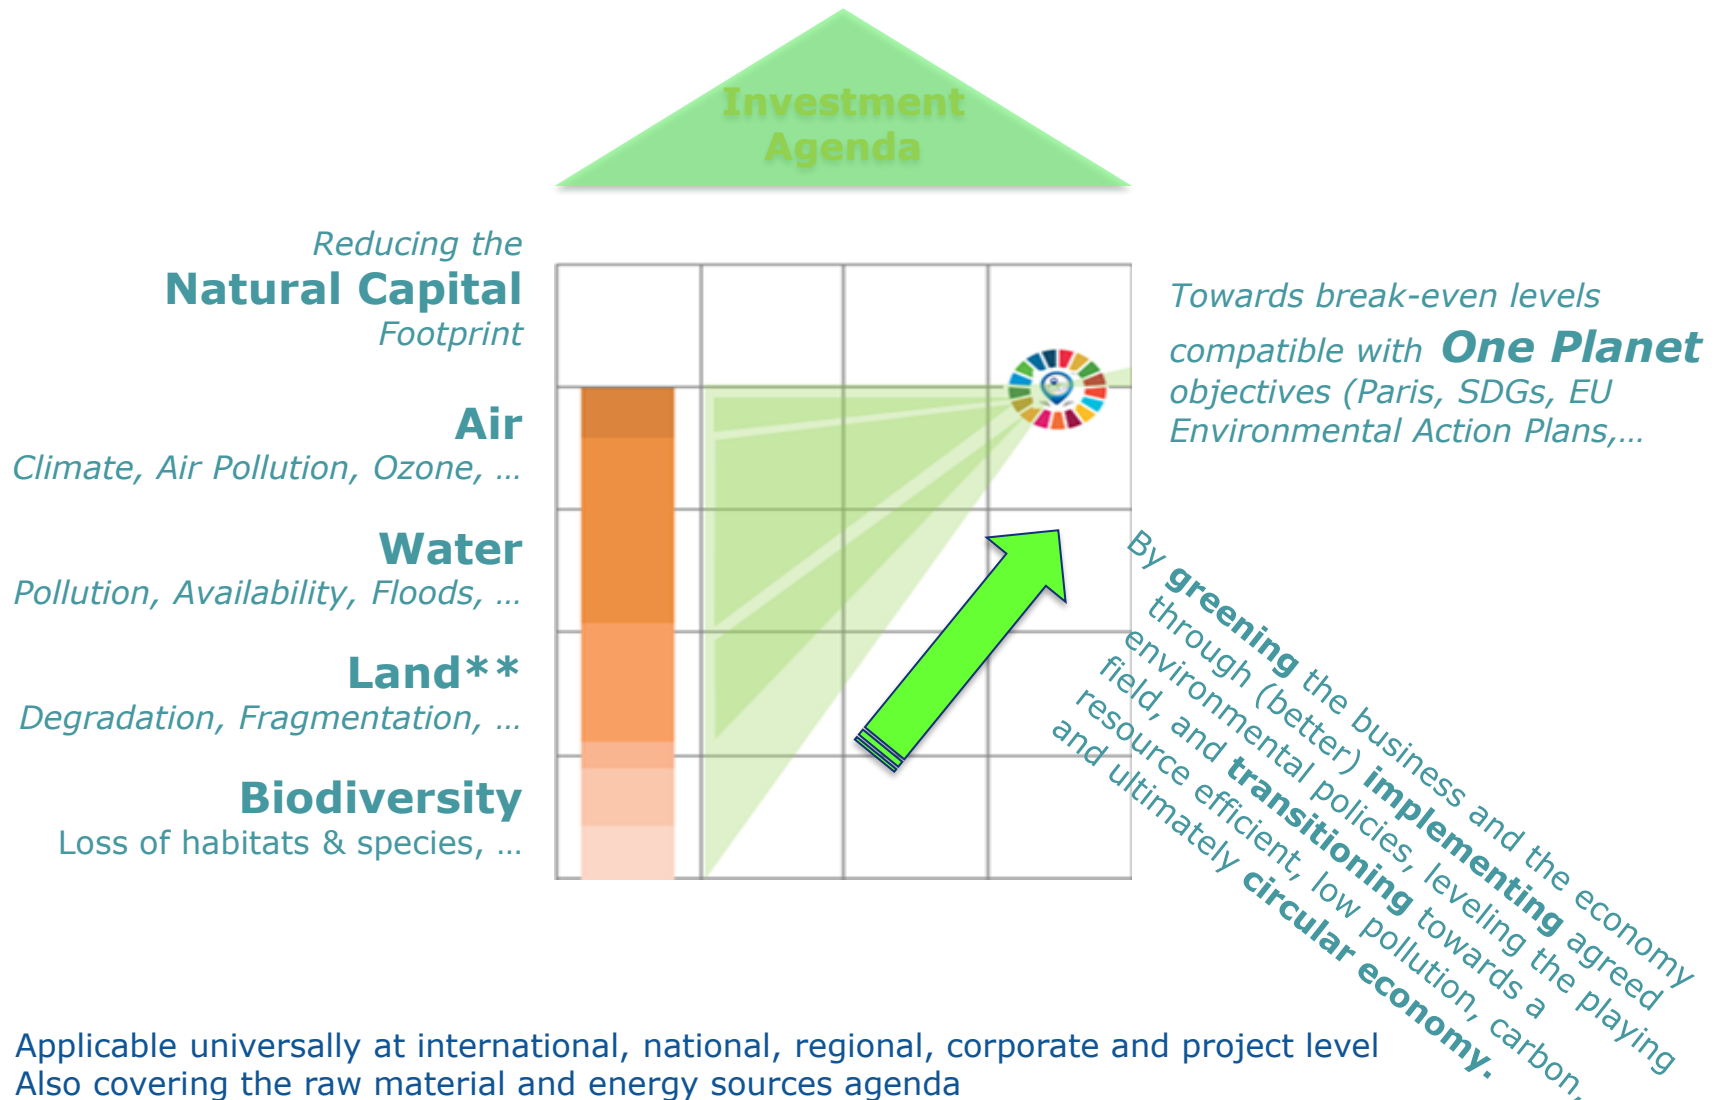 Investment
Agenda
Reducing the
Natural Capital
Footprint
Air
Climate, Air Pollution, Ozone, …
Water
Pollution, Availability, Floods, …
Land**
Degradation, Fragmentation, …
Biodiversity
Loss of habitats & species, …
Towards break-even levels
compatible with One Planet
objectives (Paris, SDGs, EU
Environmental Action Plans,…
By greening the business and the economy
through (better) implementing agreed
environmental policies, leveling the playing
field, and transitioning towards a
resource efficient, low pollution, carbon,
and ultimately circular economy.
Applicable universally at international, national, regional, corporate and project level
Also covering the raw material and energy sources agenda